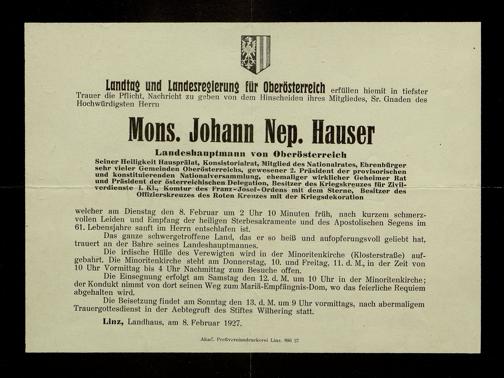 Landtag und Landesregierung für Oberösterreich erfüllen hiemit in tiefster
Trauer die Pflicht, Nachricht zu geben von dem Hinscheiden ihres Mitgliedes, Sr. Gnaden des
Hochwürdigsten Herrn
Mons. Johann Nep. Hauser
Landeshauptmann von Oberösterreich
Seiner Heiligkeit Hausprälat, Konsistorialrat, Mitglied des Nationalrates, Ehrenbürger
sehr vieler Gemeinden Oberösterreichs, gewesener 2. Präsident der provisorischen
und konstituierenden Nationalversammlung, ehemaliger wirklicher Geheimer Rat
und Präsident der österreichischen Delegation, Besitzer des Kriegskreuzes für Zivil-
verdienste I. Kl., Komtur des Franz-Josef-Ordens mit dem Sterne, Besitzer des
Offizierskreuzes des Roten Kreuzes mit der Kriegsdekoration
welcher am Dienstag den 8. Februar um 2 Uhr 10 Minuten früh, nach kurzem schmerz-
vollen Leiden und Empfang der heiligen Sterbesakramente und des Apostolischen Segens im
61. Lebensjahre sanft im Herrn entschlafen ist.
Das ganze schwergetroffene Land, das er so heiß und aufopferungsvoll geliebt hat,
trauert an der Bahre seines Landeshauptmannes.
Die irdische Hülle des Verewigten wird in der Minoritenkirche (Klosterstraße) auf-
gebahrt. Die Minoritenkirche steht am Donnerstag, 10. und Freitag, 11. d. M., in der Zeit von
10 Uhr Vormittag bis 4 Uhr Nachmittag zum Besuche offen.
Die Einsegnung erfolgt am Samstag den 12. d. M. um 10 Uhr in der Minoritenkirche;
der Kondukt nimmt von dort seinen Weg zum Mariä-Empfängnis-Dom, wo das feierliche Requiem
abgehalten wird.
Die Beisetzung findet am Sonntag den 13. d. M. um 9 Uhr vormittags, nach abermaligem
Trauergottesdienst in der Aebtegruft des Stiftes Wilhering statt.
Linz, Landhaus, am 8. Februar 1927.
Akad. Preßvereinsdruckerei Linz. 886 27